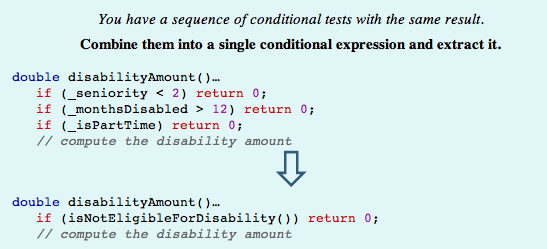 You have a sequence of conditional tests with the same result.
Combine them into a single conditional expression and extract it.
double disabilityAmount()…
if (_seniority < 2) return 0;
if (_monthsDisabled > 12) return 0;
if (_isPartTime) return 0;
// compute the disability amount
double disabilityAmount()…
if (isNotEligibleForDisability()) return 0;
// compute the disability amount